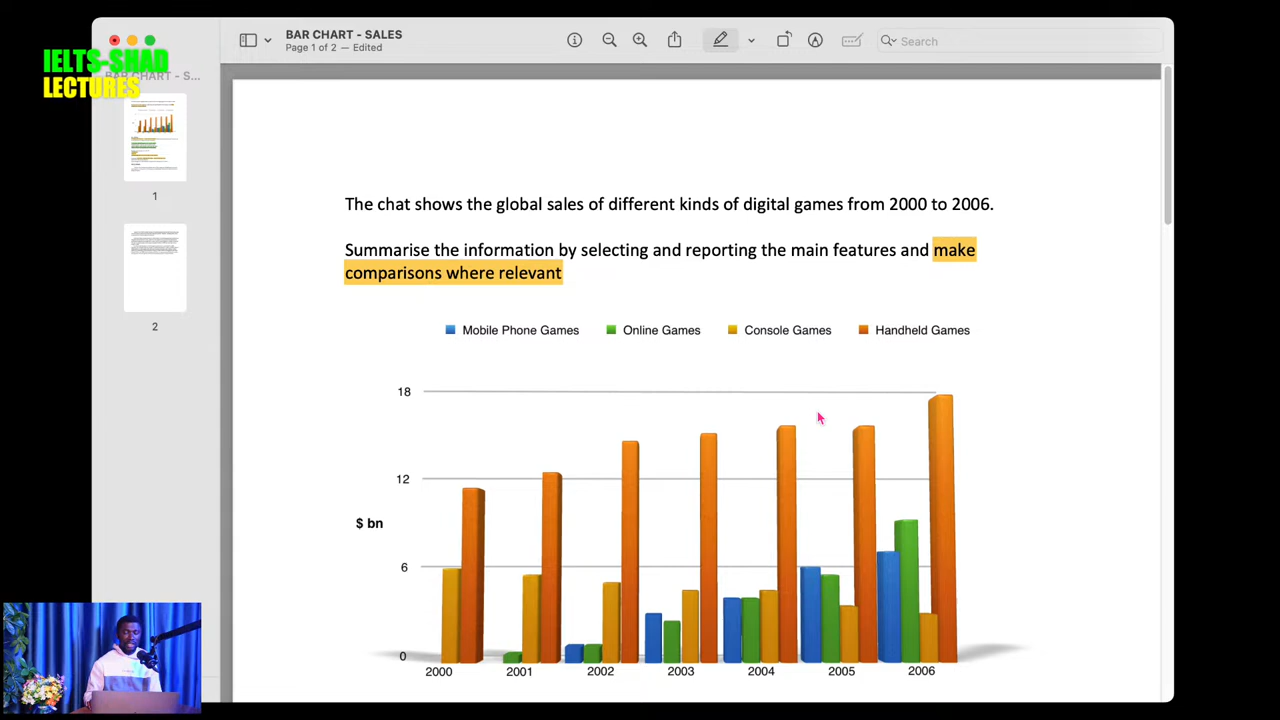 BAR CHART - SALES
Page 1 of 2 — Edited
Search
IELTS-SHAD
LECTURES
BAR CHART - S...
1
2
The chat shows the global sales of different kinds of digital games from 2000 to 2006.
Summarise the information by selecting and reporting the main features and make
comparisons where relevant
Mobile Phone Games Online Games Console Games Handheld Games
18
12
$ bn
6
0
2000 2001 2002 2003 2004 2005 2006